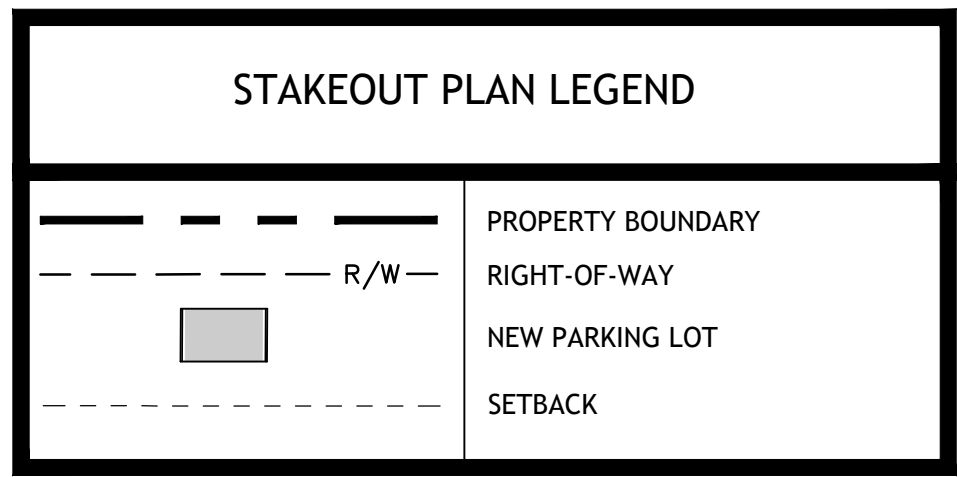 STAKEOUT PLAN LEGEND
PROPERTY BOUNDARY
R/W RIGHT-OF-WAY
NEW PARKING LOT
SETBACK